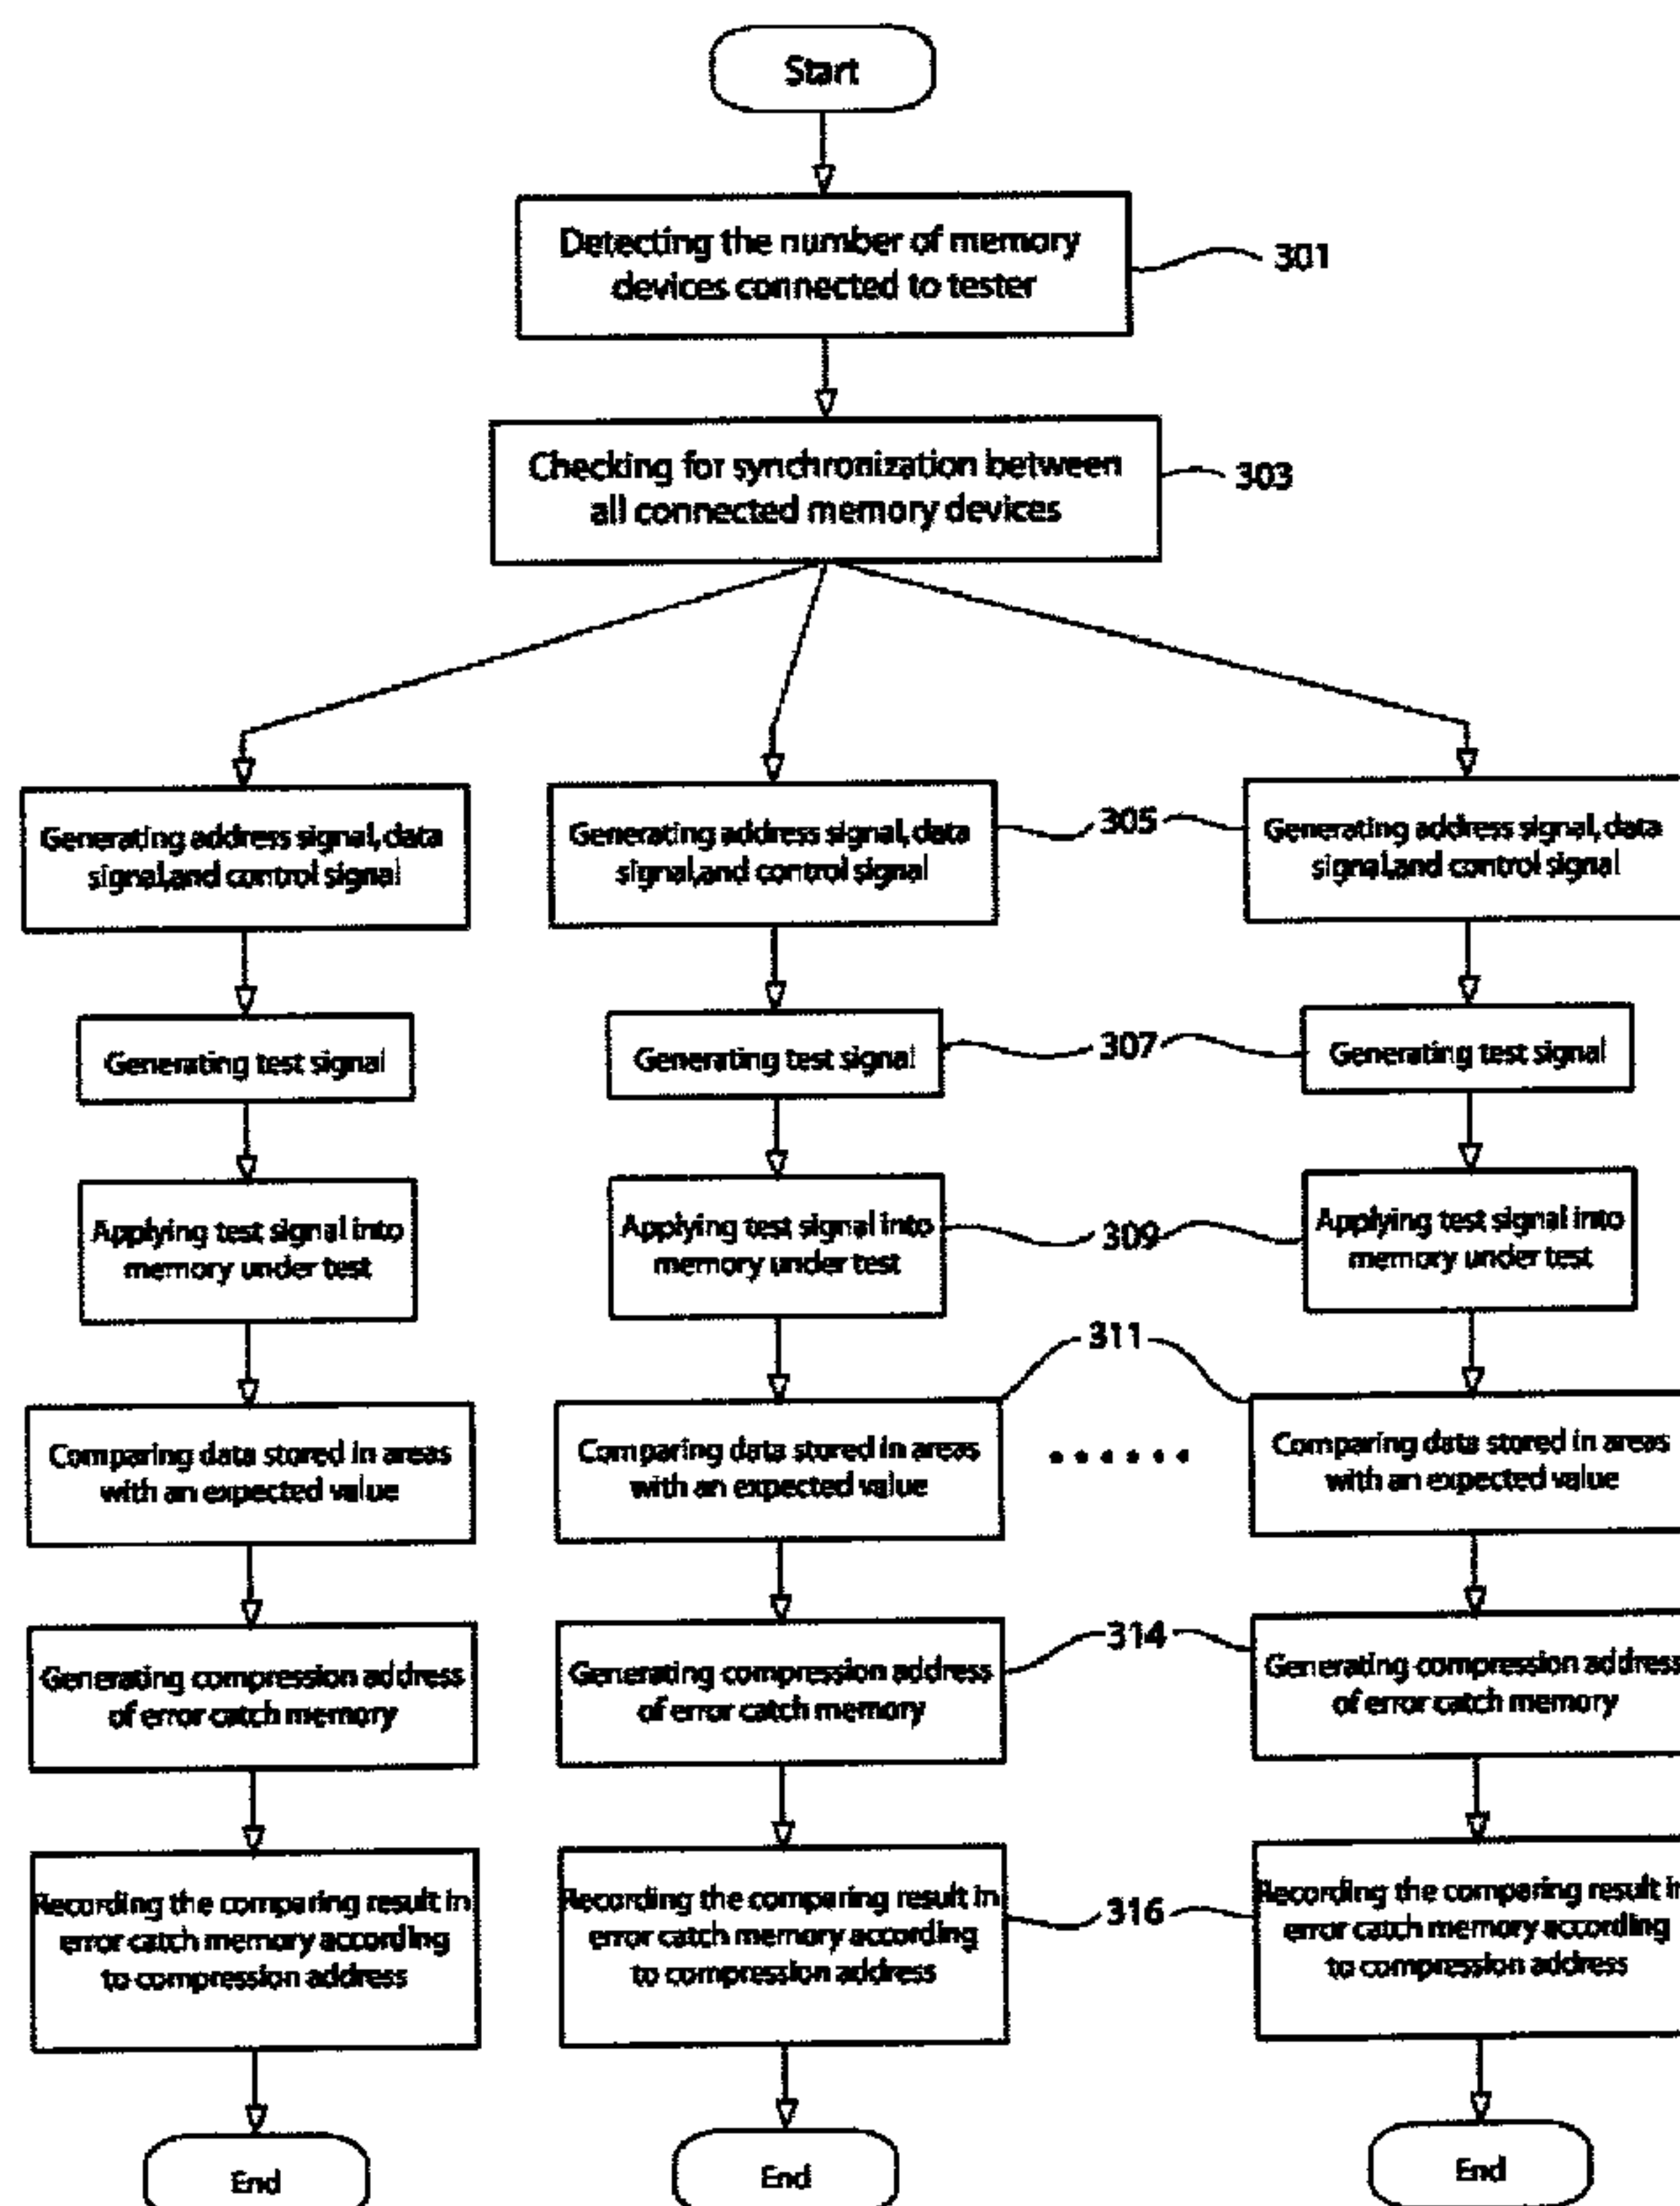 Start
Detecting the number of memory
devices connected to tester
301
Checking for synchronization between
all connected memory devices
303
Generating address signal, data
signal,and control signal
Generating address signal, data
signal,and control signal
305
Generating address signal, data
signal,and control signal
Generating test signal
Generating test signal
307
Generating test signal
Applying test signal into
memory under test
Applying test signal into
memory under test
309
Applying test signal into
memory under test
311
Comparing data stored in areas
with an expected value
Comparing data stored in areas
with an expected value
......
Comparing data stored in areas
with an expected value
Generating compression address
of error catch memory
Generating compression address
of error catch memory
314
Generating compression address
of error catch memory
Recording the comparing result in
error catch memory according
to compression address
Recording the comparing result in
error catch memory according
to compression address
316
Recording the comparing result in
error catch memory according
to compression address
End
End
End